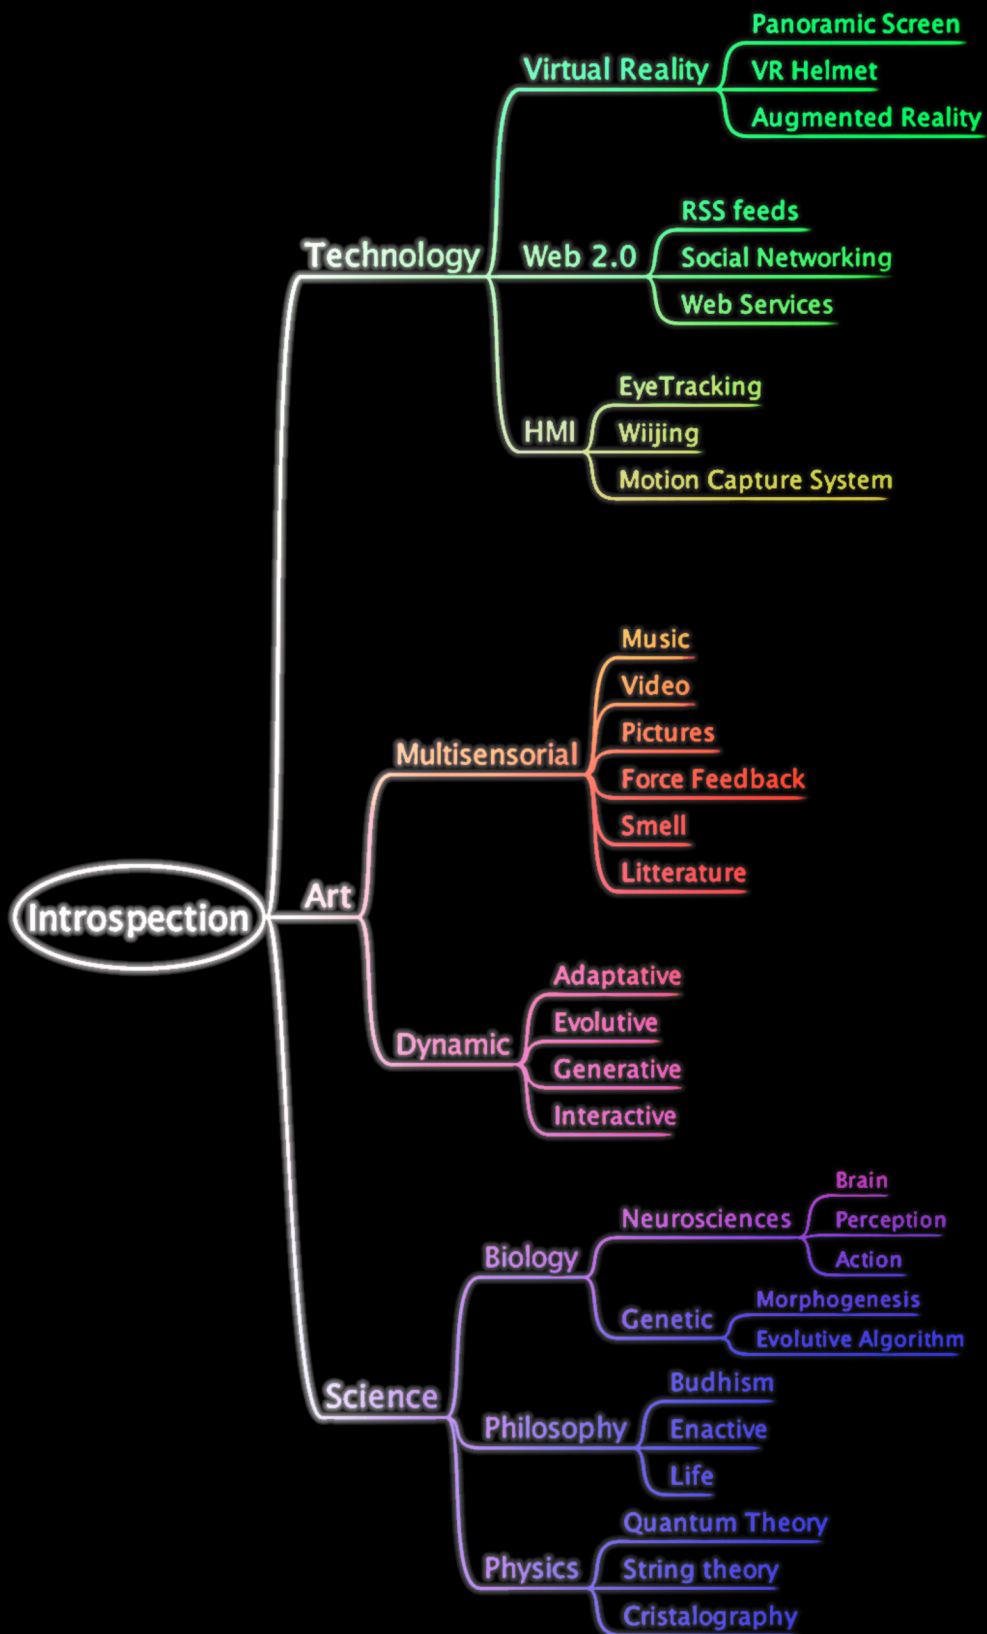 Introspection
Technology
Virtual Reality
Panoramic Screen
VR Helmet
Augmented Reality
Web 2.0
RSS feeds
Social Networking
Web Services
HMI
EyeTracking
Wiijing
Motion Capture System
Art
Multisensorial
Music
Video
Pictures
Force Feedback
Smell
Litterature
Dynamic
Adaptative
Evolutive
Generative
Interactive
Science
Biology
Neurosciences
Brain
Perception
Action
Genetic
Morphogenesis
Evolutive Algorithm
Philosophy
Budhism
Enactive
Life
Physics
Quantum Theory
String theory
Cristalography